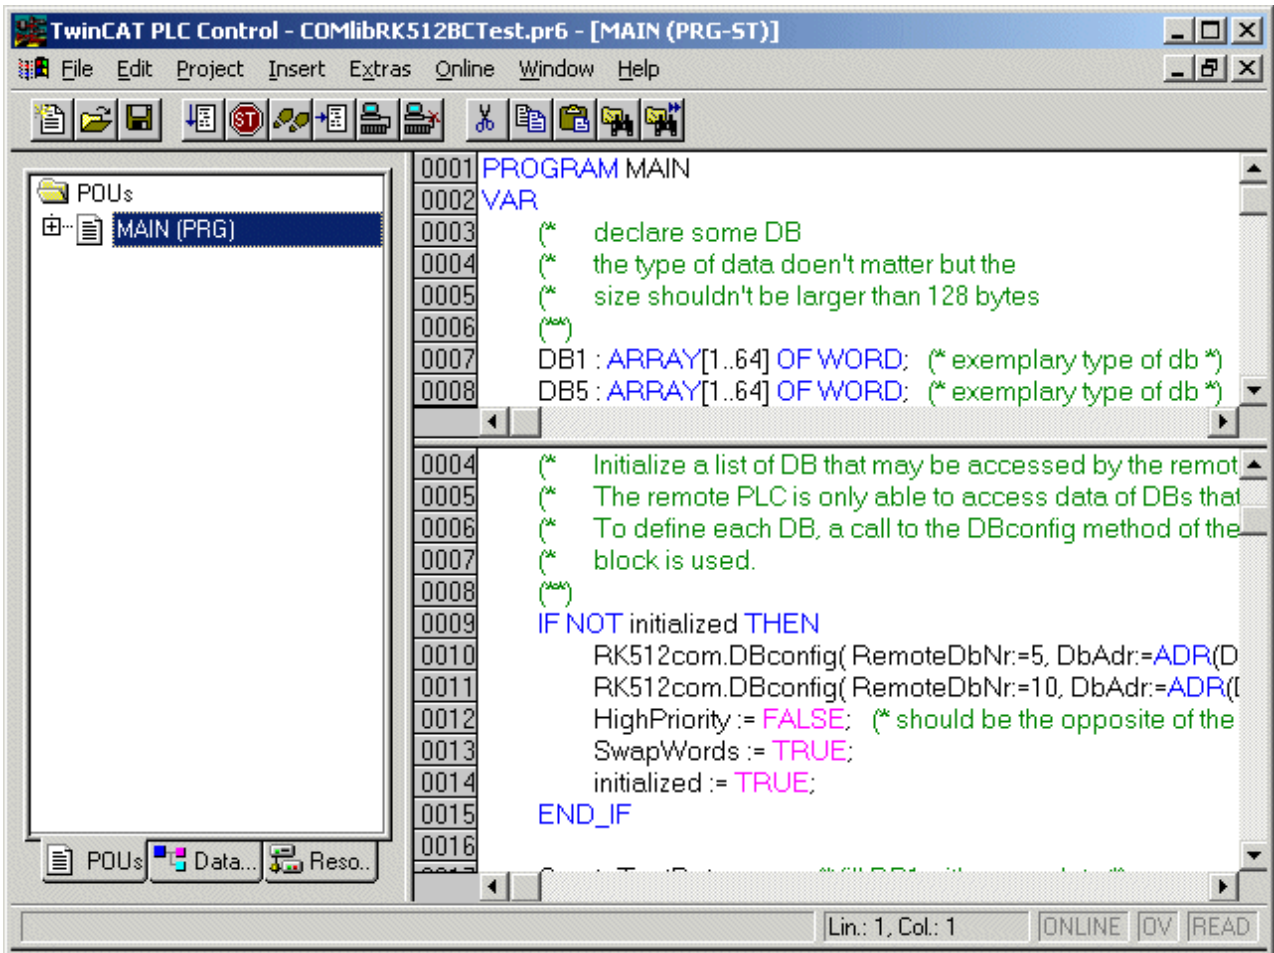 TwinCAT PLC Control - COMlibRK512BCTest.pr6 - [MAIN (PRG-ST)]
File Edit Project Insert Extras Online Window Help
ST
POUs
MAIN (PRG)
POUs Data... Reso..
0001 PROGRAM MAIN
0002 VAR
0003 (* declare some DB
0004 (* the type of data doen't matter but the
0005 (* size shouldn't be larger than 128 bytes
0006 (**)
0007 DB1 : ARRAY[1..64] OF WORD; (* exemplary type of db *)
0008 DB5 : ARRAY[1..64] OF WORD; (* exemplary type of db *)
0004 (* Initialize a list of DB that may be accessed by the remot
0005 (* The remote PLC is only able to access data of DBs that
0006 (* To define each DB, a call to the DBconfig method of the
0007 (* block is used.
0008 (**)
0009 IF NOT initialized THEN
0010 RK512com.DBconfig( RemoteDbNr:=5, DbAdr:=ADR(D
0011 RK512com.DBconfig( RemoteDbNr:=10, DbAdr:=ADR(
0012 HighPriority := FALSE; (* should be the opposite of the
0013 SwapWords := TRUE;
0014 initialized := TRUE;
0015 END_IF
0016
Lin.: 1, Col.: 1 ONLINE OV READ